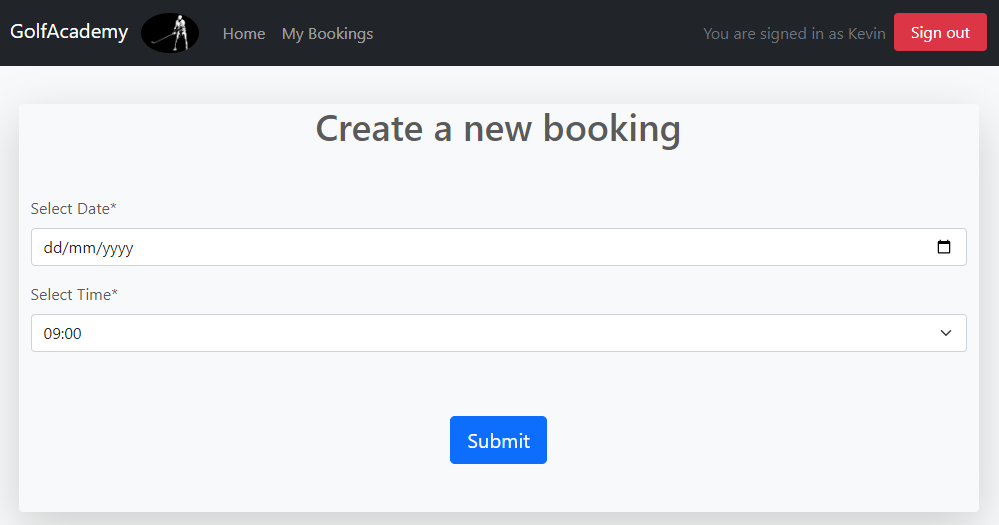 GolfAcademy Home My Bookings You are signed in as Kevin Sign out
Create a new booking
Select Date*
dd/mm/yyyy
Select Time*
09:00
Submit